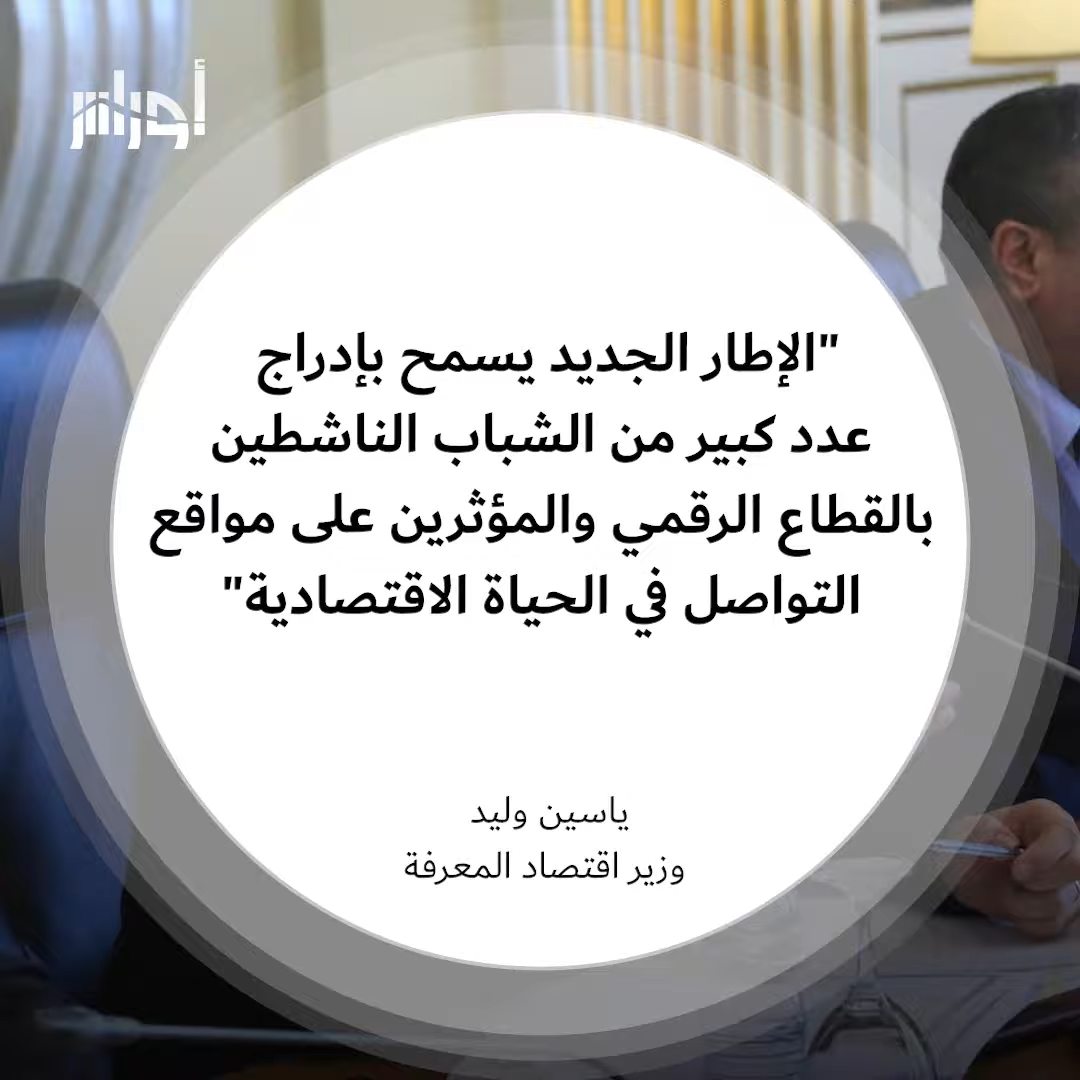 أوراس
"الإطار الجديد يسمح بإدراج
عدد كبير من الشباب الناشطين
بالقطاع الرقمي والمؤثرين على مواقع
التواصل في الحياة الاقتصادية"
ياسين وليد
وزير اقتصاد المعرفة